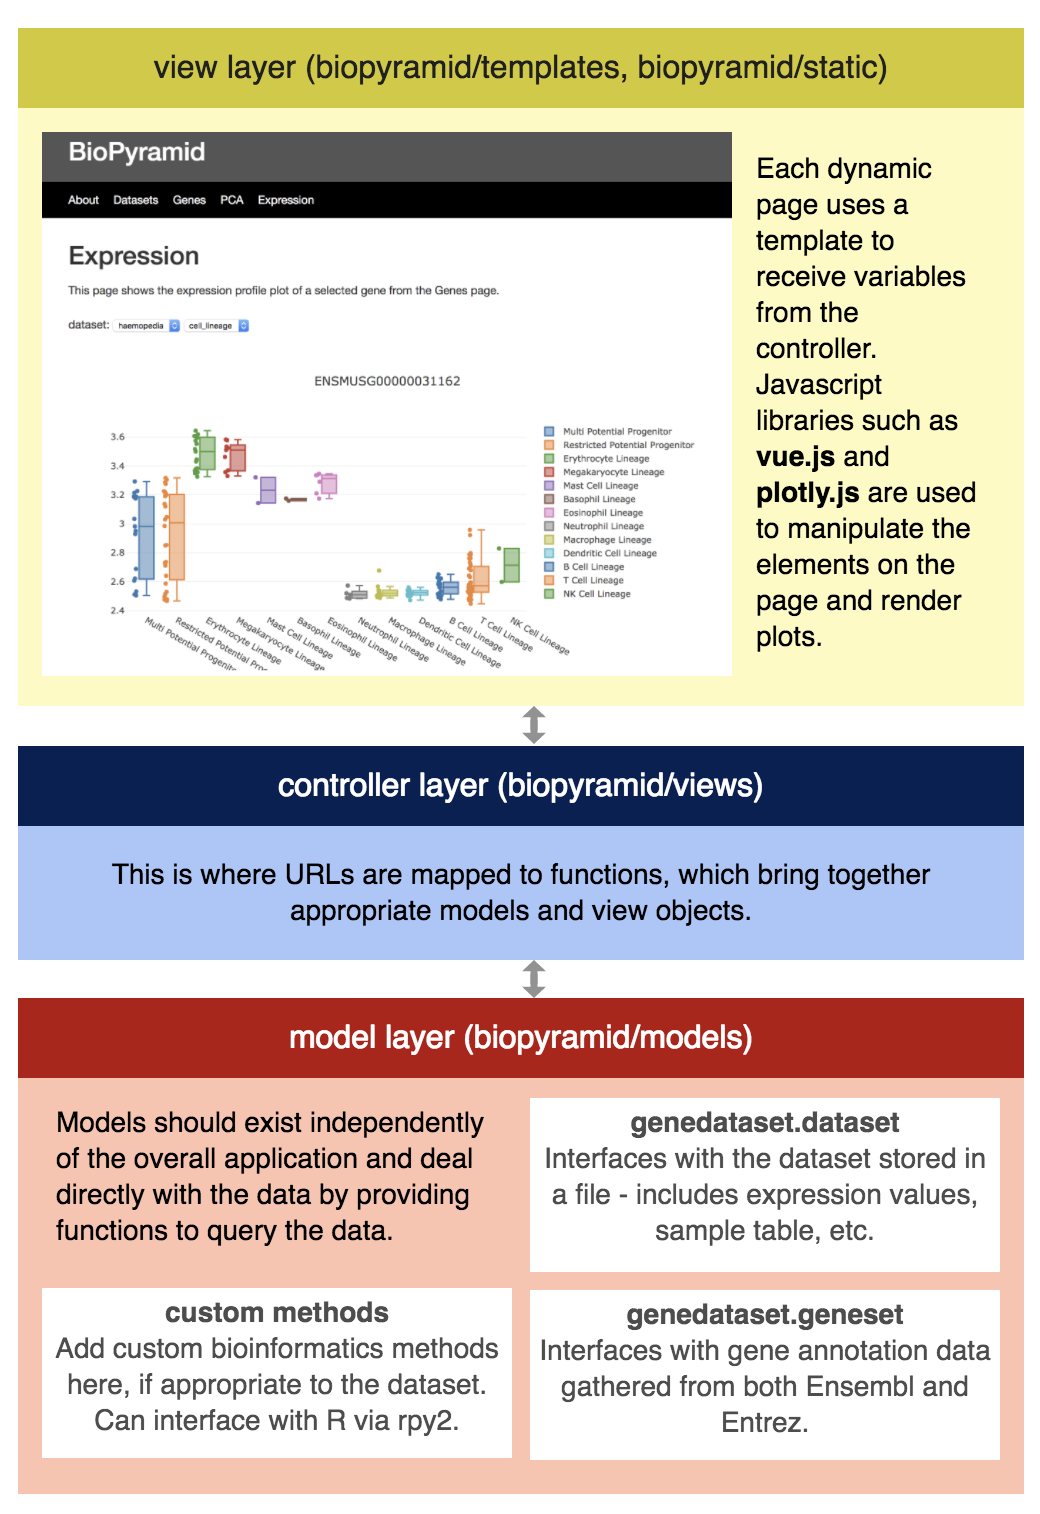 view layer (biopyramid/templates, biopyramid/static)
BioPyramid
About Datasets Genes PCA Expression
Expression
This page shows the expression profile plot of a selected gene from the Genes page.
dataset: haemopedia cell_lineage
ENSMUSG00000031162
3.6
3.4
3.2
3
2.8
2.6
2.4
Multi Potential Progenit
Restricted Potential Prog
Erythrocyte Lineage
Megakaryocyte Lineage
Mast Cell Lineage
Basophil Lineage
Eosinophil Lineage
Neutrophil Lineage
Macrophage Lineage
Dendritic Cell Lineage
B Cell Lineage
T Cell Lineage
NK Cell Lineage
Multi Potential Progenitor
Restricted Potential Progenitor
Erythrocyte Lineage
Megakaryocyte Lineage
Mast Cell Lineage
Basophil Lineage
Eosinophil Lineage
Neutrophil Lineage
Macrophage Lineage
Dendritic Cell Lineage
B Cell Lineage
T Cell Lineage
NK Cell Lineage
Each dynamic
page uses a
template to
receive variables
from the
controller.
Javascript
libraries such as
vue.js and
plotly.js are used
to manipulate the
elements on the
page and render
plots.
controller layer (biopyramid/views)
This is where URLs are mapped to functions, which bring together
appropriate models and view objects.
model layer (biopyramid/models)
Models should exist independently
of the overall application and deal
directly with the data by providing
functions to query the data.
genedataset.dataset
Interfaces with the dataset stored in
a file - includes expression values,
sample table, etc.
custom methods
Add custom bioinformatics methods
here, if appropriate to the dataset.
Can interface with R via rpy2.
genedataset.geneset
Interfaces with gene annotation data
gathered from both Ensembl and
Entrez.